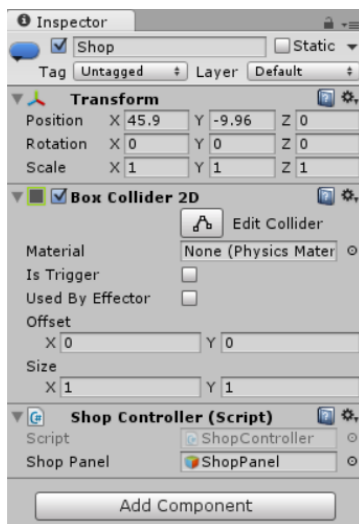 Inspector
Shop Static
Tag Untagged Layer Default
Transform
Position X 45.9 Y -9.96 Z 0
Rotation X 0 Y 0 Z 0
Scale X 1 Y 1 Z 1
Box Collider 2D
Edit Collider
Material None (Physics Mater
Is Trigger
Used By Effector
Offset
X 0 Y 0
Size
X 1 Y 1
Shop Controller (Script)
Script ShopController
Shop Panel ShopPanel
Add Component